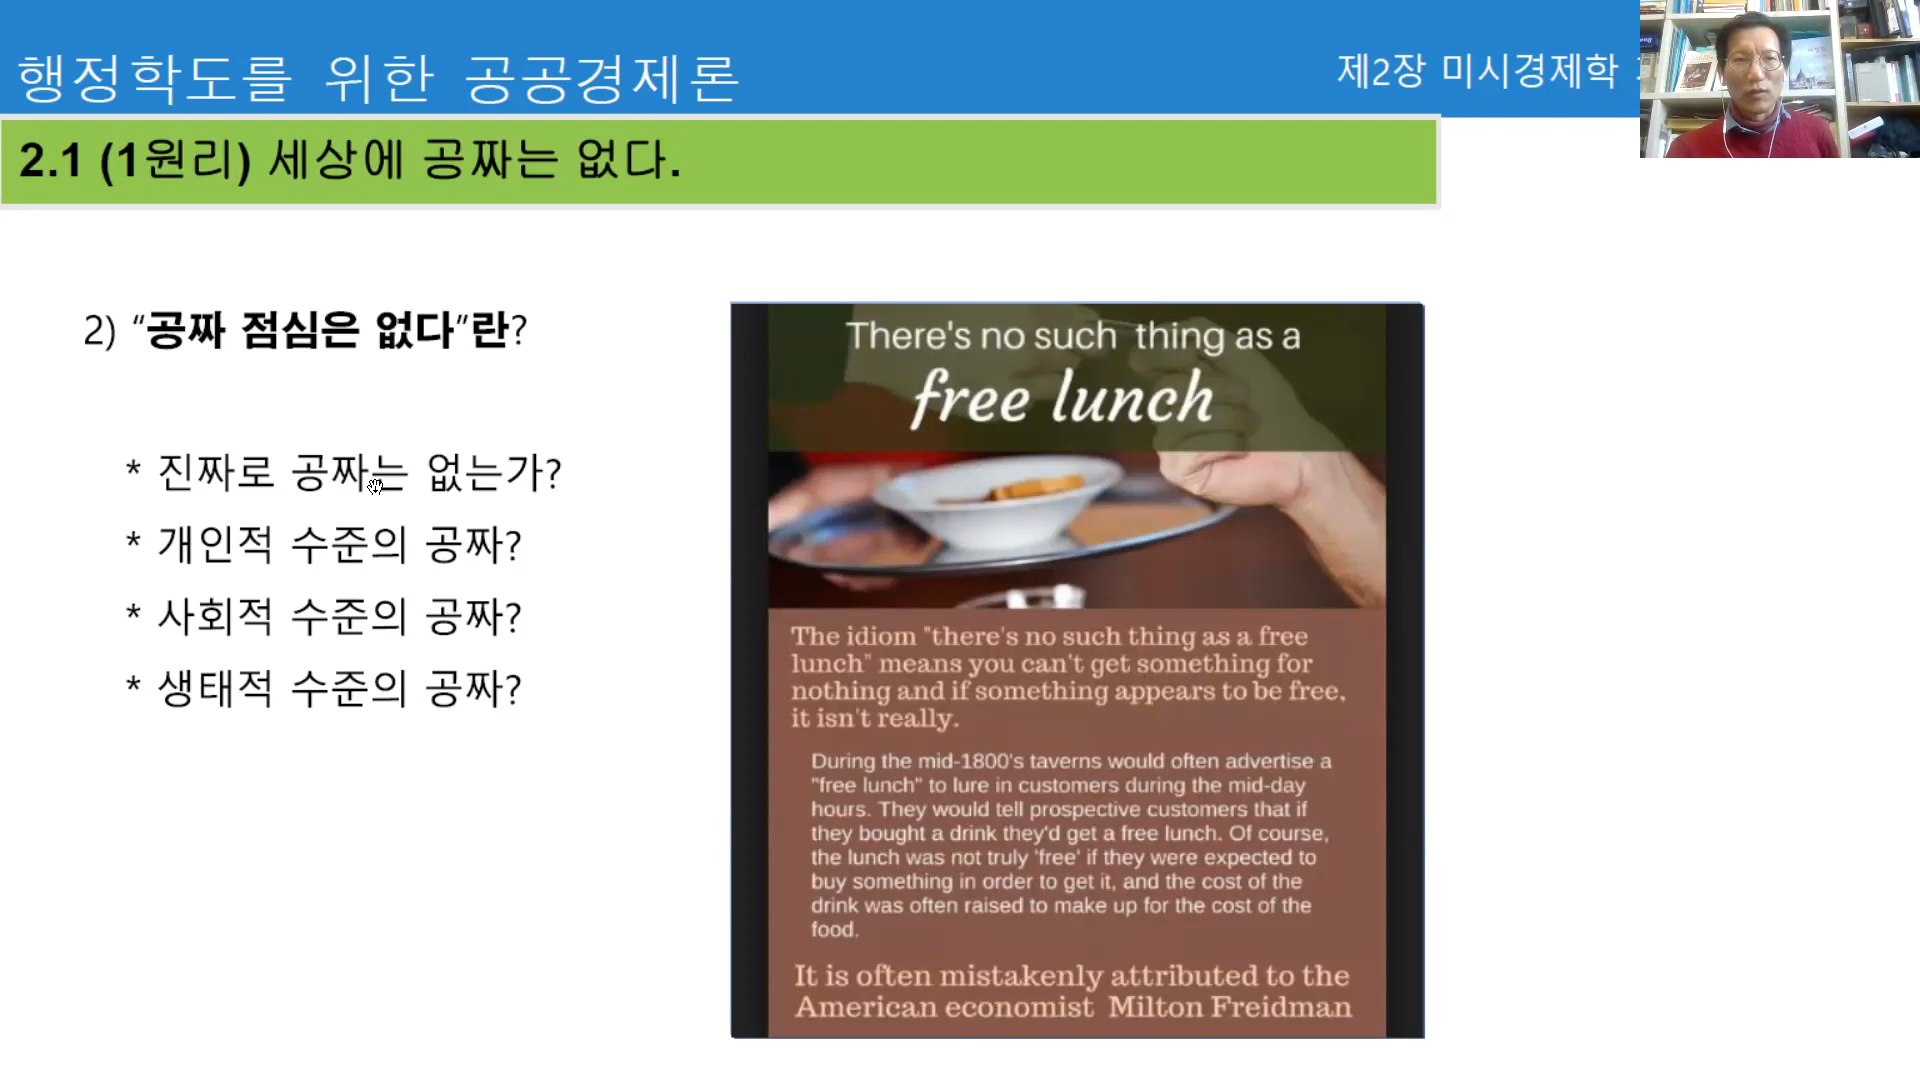 행정학도를 위한 공공경제론
제2장 미시경제학
2.1 (1원리) 세상에 공짜는 없다.
2) “공짜 점심은 없다”란?
* 진짜로 공짜는 없는가?
* 개인적 수준의 공짜?
* 사회적 수준의 공짜?
* 생태적 수준의 공짜?
There's no such thing as a
free lunch
The idiom "there's no such thing as a free
lunch" means you can't get something for
nothing and if something appears to be free,
it isn't really.
During the mid-1800's taverns would often advertise a
"free lunch" to lure in customers during the mid-day
hours. They would tell prospective customers that if
they bought a drink they'd get a free lunch. Of course,
the lunch was not truly 'free' if they were expected to
buy something in order to get it, and the cost of the
drink was often raised to make up for the cost of the
food.
It is often mistakenly attributed to the
American economist Milton Freidman